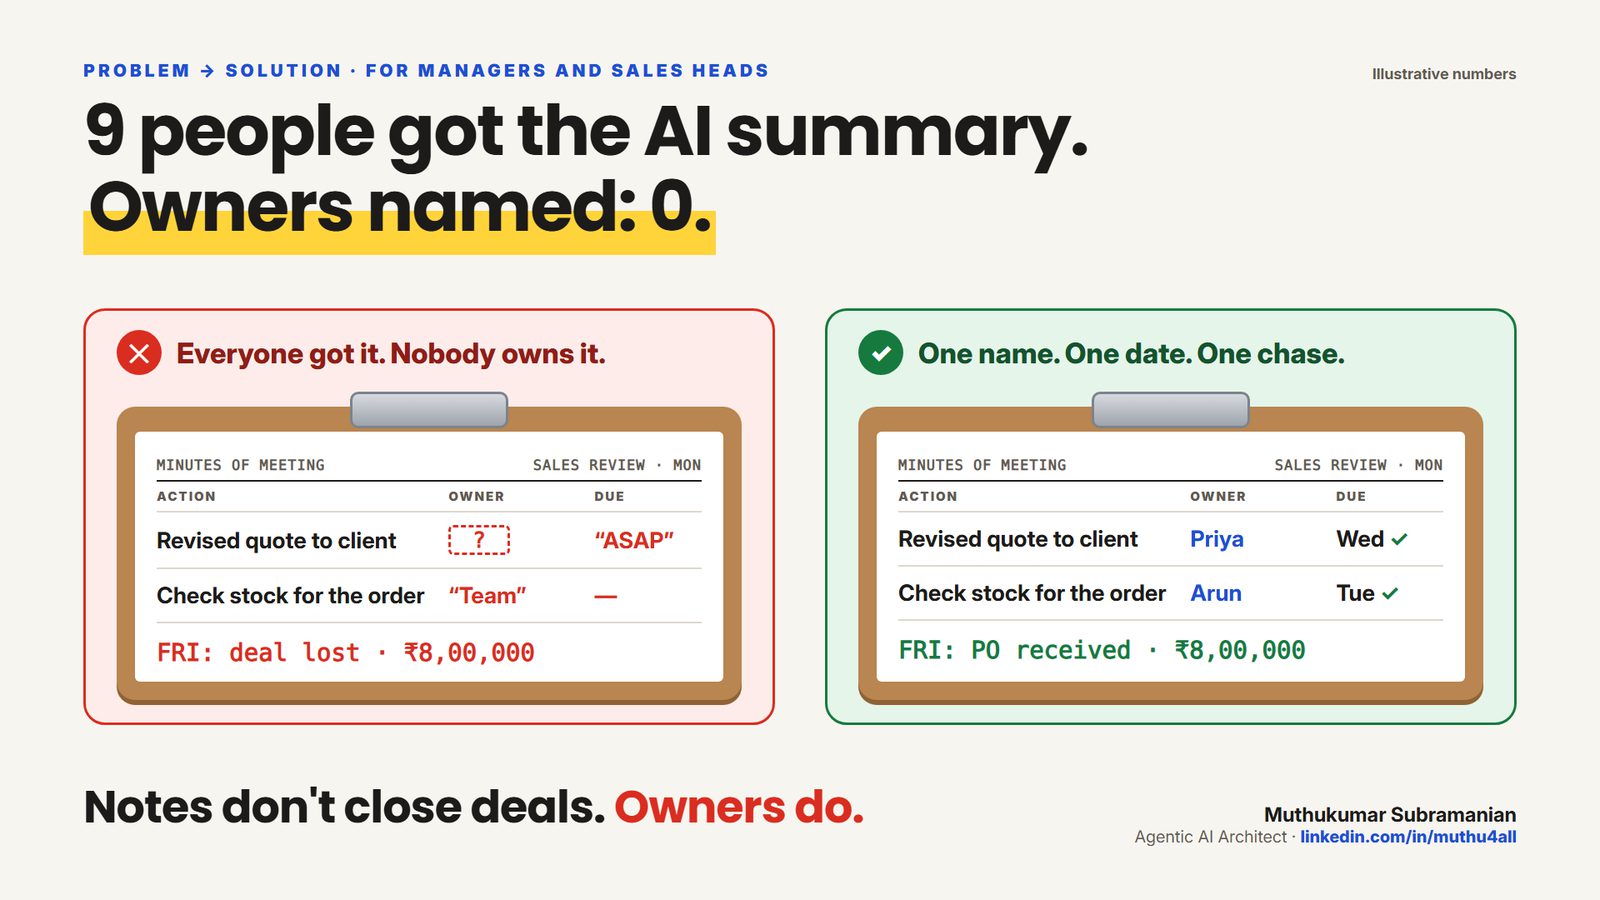 PROBLEM → SOLUTION · FOR MANAGERS AND SALES HEADS
Illustrative numbers
9 people got the AI summary.
Owners named: 0.
Everyone got it. Nobody owns it.
MINUTES OF MEETING SALES REVIEW · MON
ACTION OWNER DUE
Revised quote to client ? “ASAP”
Check stock for the order “Team” —
FRI: deal lost · ₹8,00,000
One name. One date. One chase.
MINUTES OF MEETING SALES REVIEW · MON
ACTION OWNER DUE
Revised quote to client Priya Wed ✓
Check stock for the order Arun Tue ✓
FRI: PO received · ₹8,00,000
Notes don't close deals. Owners do.
Muthukumar Subramanian
Agentic AI Architect · linkedin.com/in/muthu4all